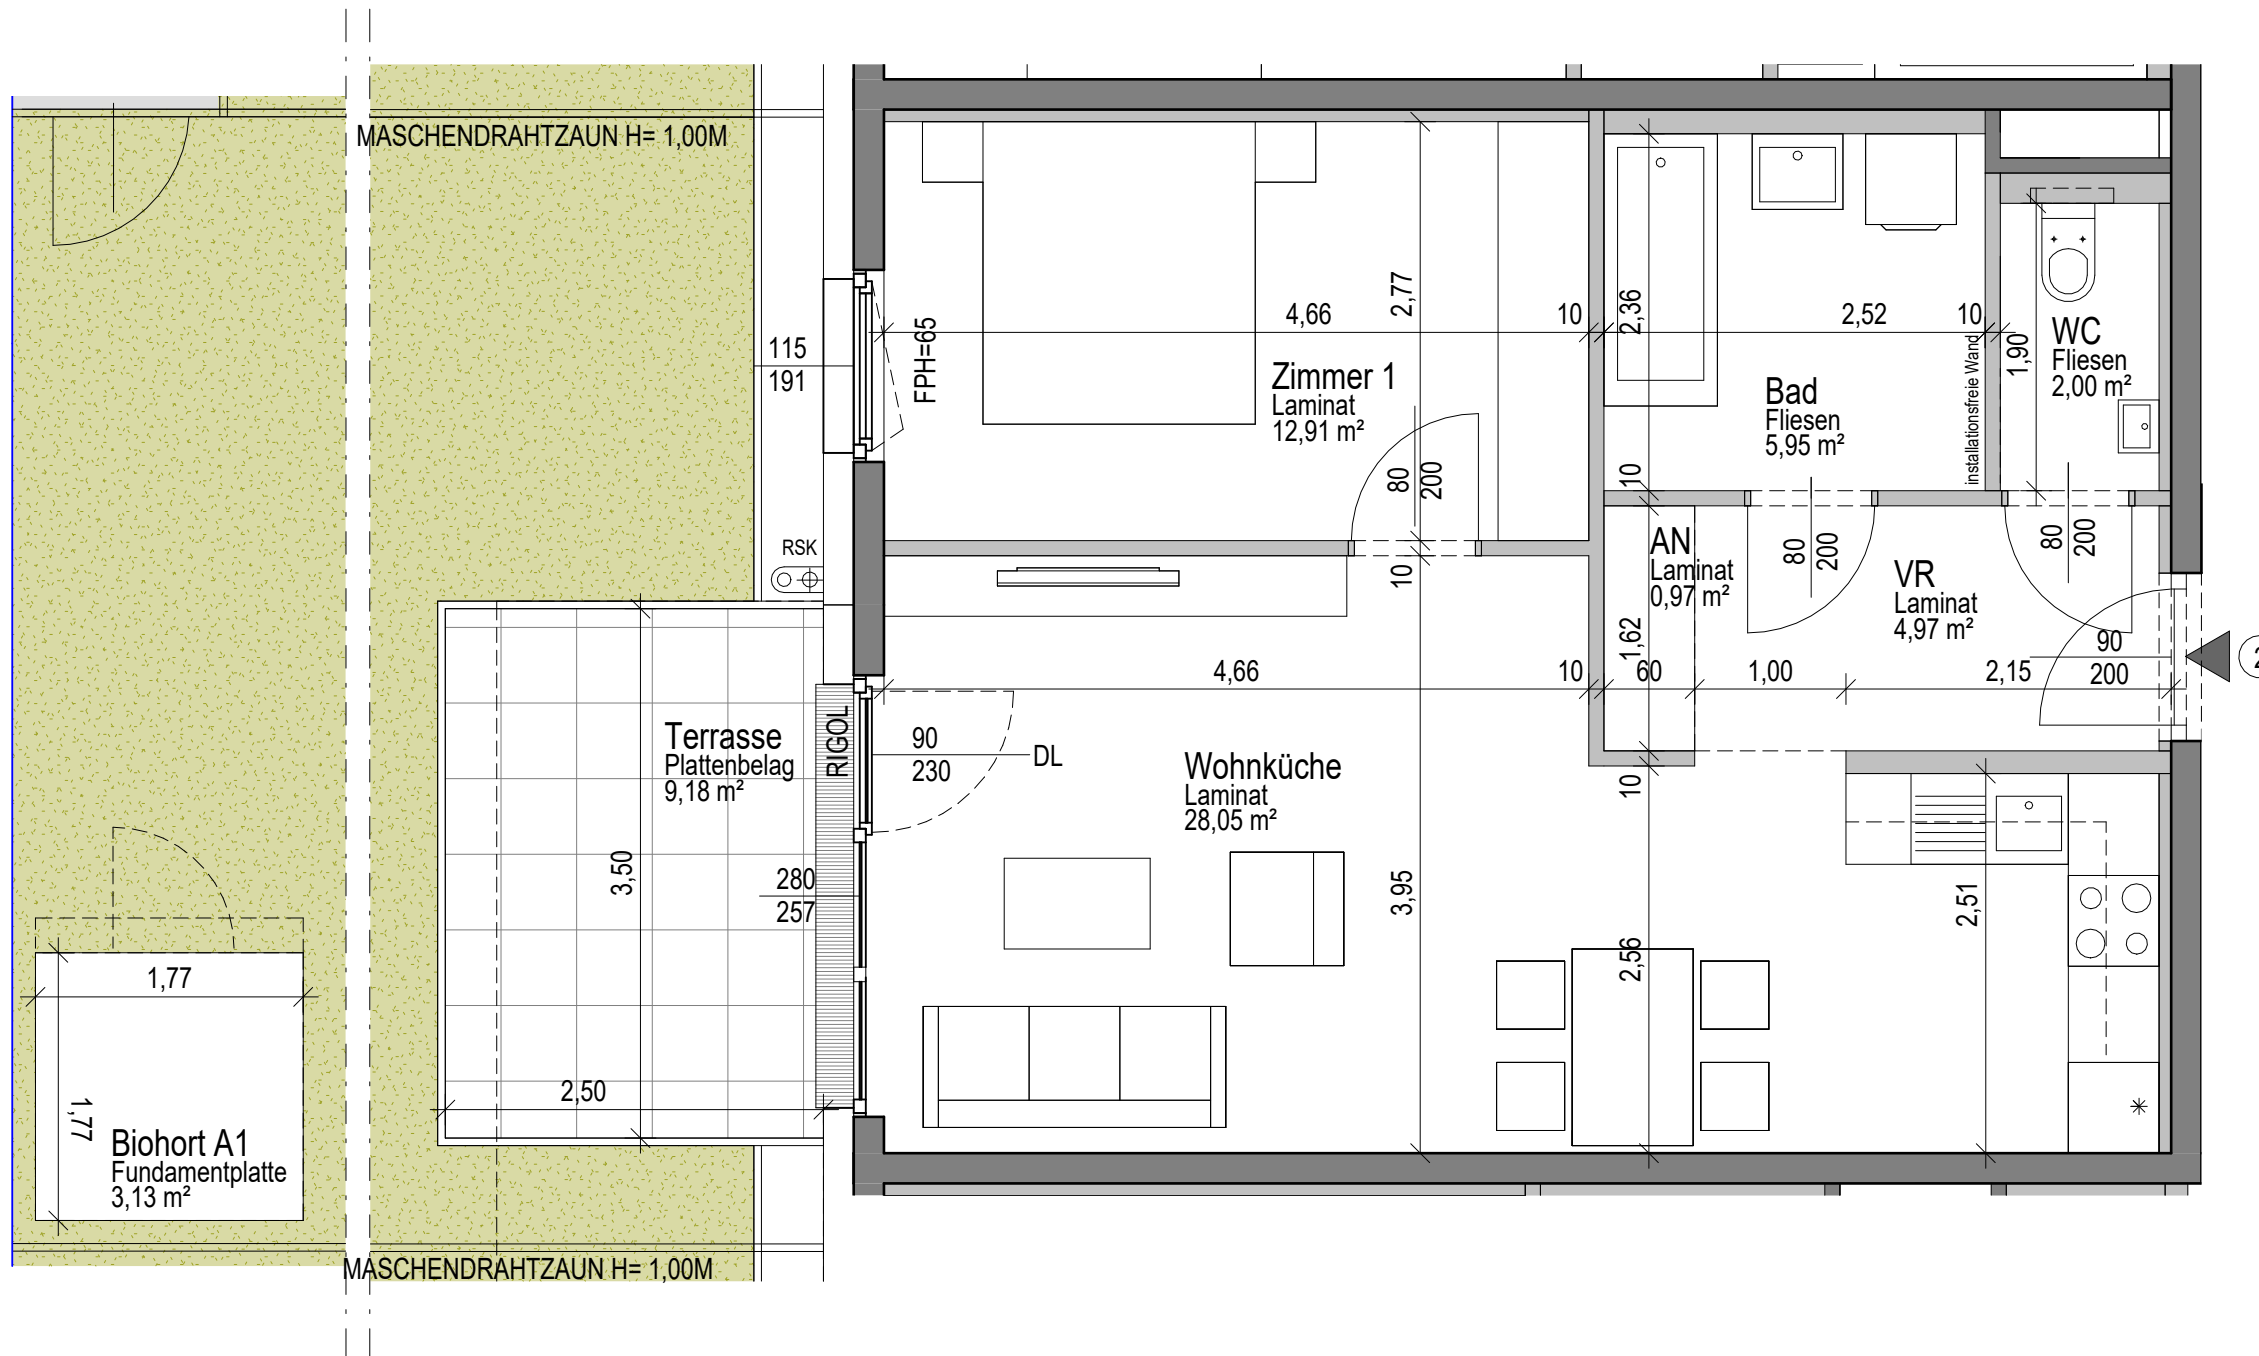 MASCHENDRAHTZAUN H= 1,00M
115
191
FPH=65
4,66
2,77
10
Zimmer 1
Laminat
12,91 m²
80
200
2,36
2,52
10
Bad
Fliesen
5,95 m²
installationsfreie Wand
1,90
WC
Fliesen
2,00 m²
10
80
200
80
200
RSK
10
AN
Laminat
0,97 m²
1,62
VR
Laminat
4,97 m²
90
200
2
4,66
10
60
1,00
2,15
Terrasse
Plattenbelag
9,18 m²
RIGOL
90
230
DL
Wohnküche
Laminat
28,05 m²
10
3,50
280
257
3,95
2,56
2,51
2,50
1,77
1,77
Biohort A1
Fundamentplatte
3,13 m²
MASCHENDRAHTZAUN H= 1,00M